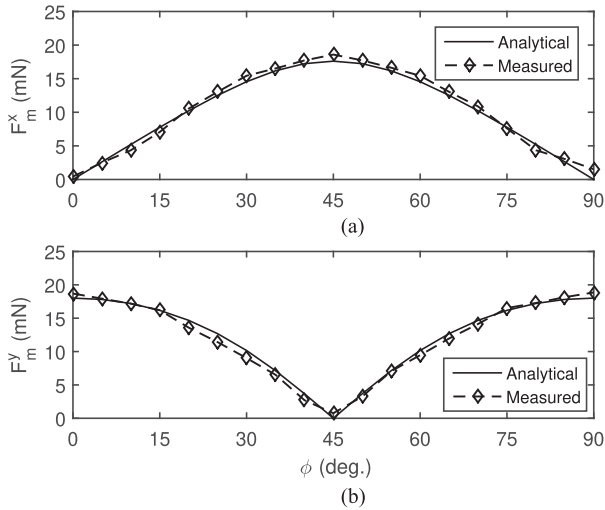 25
20
15
10
5
0
F_m^x (mN)
Analytical
Measured
0 15 30 45 60 75 90
(a)
25
20
15
10
5
0
F_m^y (mN)
Analytical
Measured
0 15 30 45 60 75 90
ϕ (deg.)
(b)